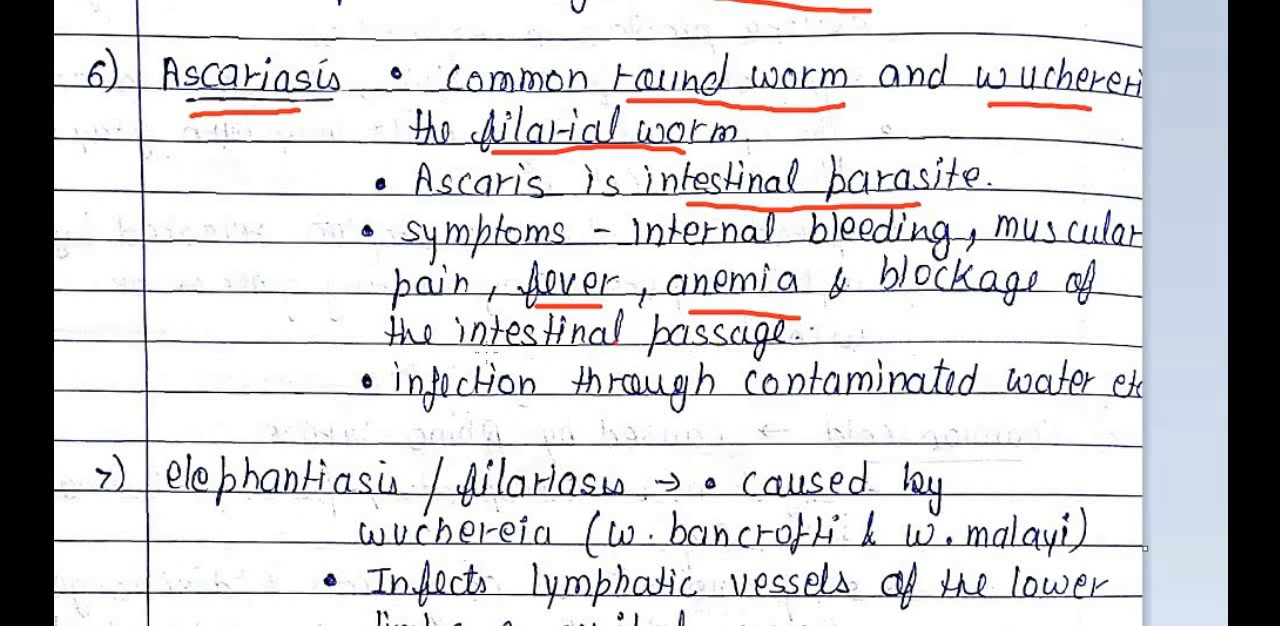 6) Ascariasis • common round worm and wuchereri
the filarial worm
• Ascaris is intestinal parasite.
• symptoms - internal bleeding, muscular
pain, fever, anemia & blockage of
the intestinal passage.
• infection through contaminated water etc
7) elephantiasis / filariasis → • caused by
wuchereia (w. bancrofti & w. malayi)
• Infects lymphatic vessels of the lower